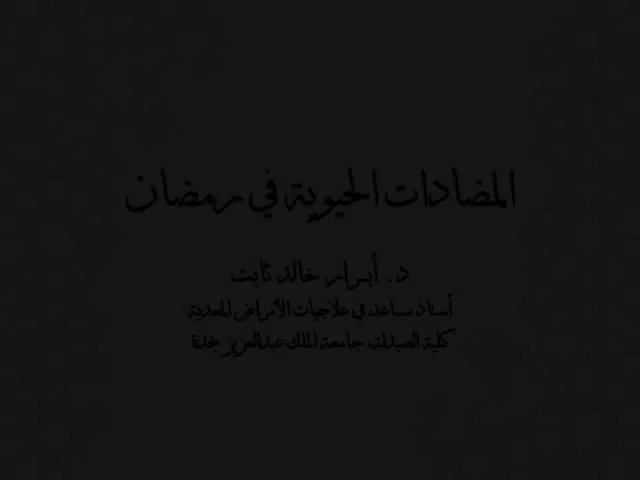 المضادات الحيوية في رمضان
د. أبرار خالد ثابت
أستاذ مساعد في علاجيات الأمراض المعدية
كلية الصيدلة، جامعة الملك عبدالعزيز بجدة